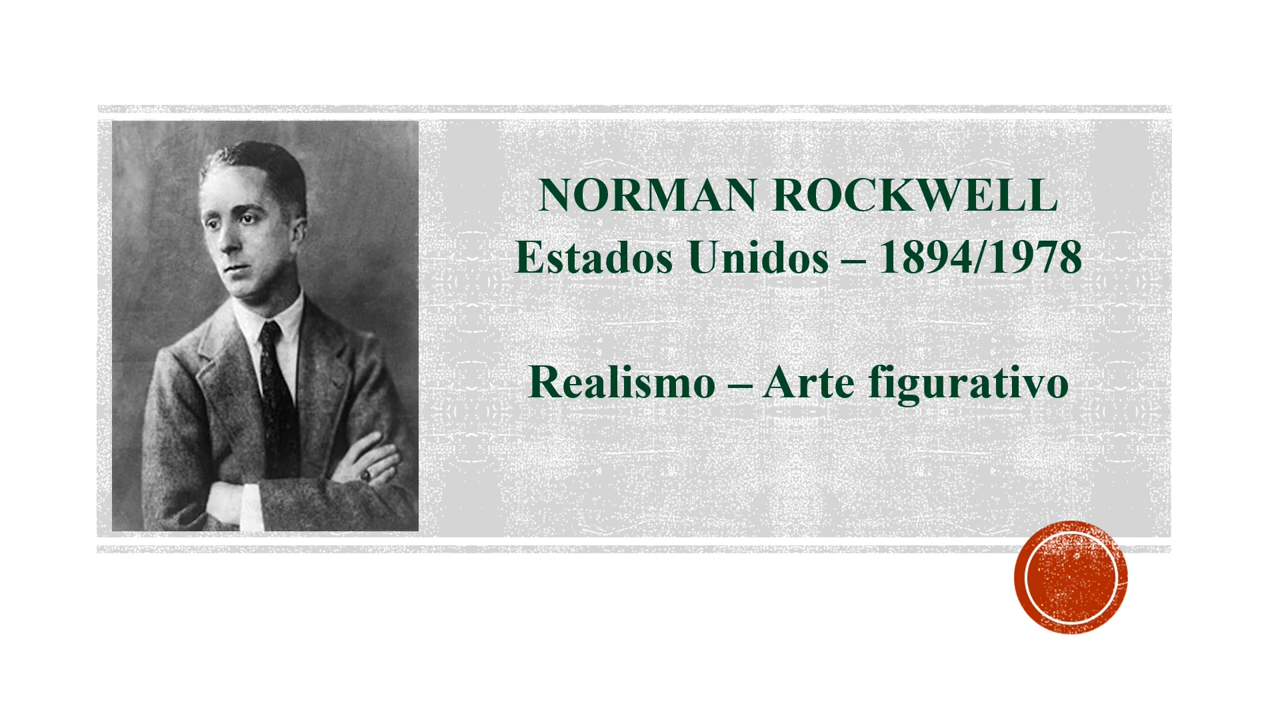 NORMAN ROCKWELL
Estados Unidos – 1894/1978
Realismo – Arte figurativo